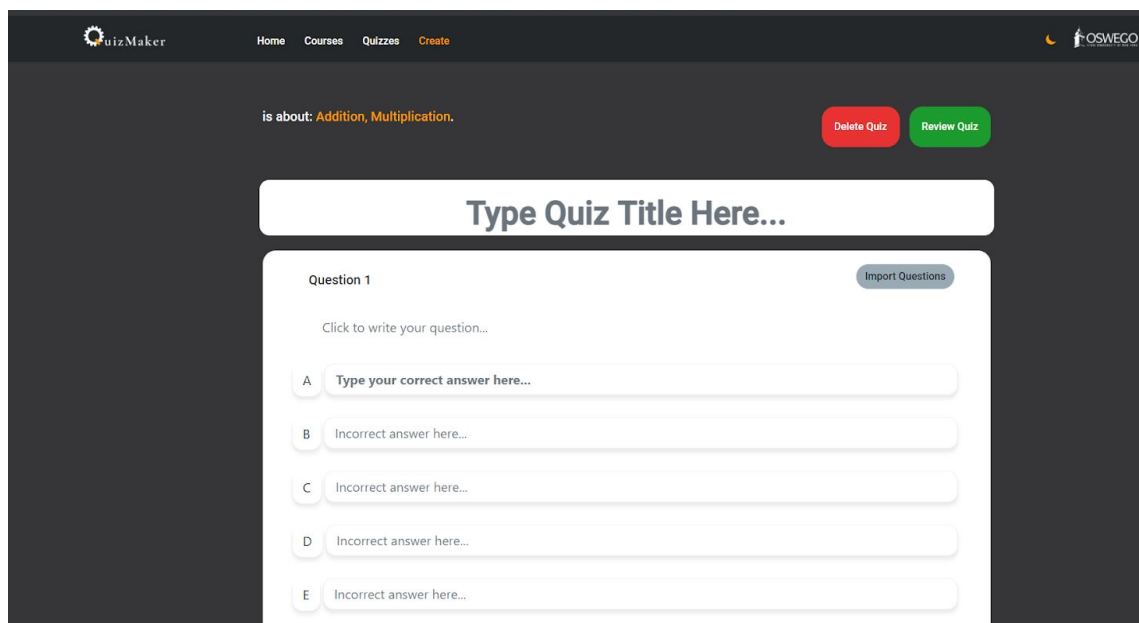 QuizMaker Home Courses Quizzes Create OSWEGO
is about: Addition, Multiplication.
Delete Quiz Review Quiz
Type Quiz Title Here...
Question 1 Import Questions
Click to write your question...
A Type your correct answer here...
B Incorrect answer here...
C Incorrect answer here...
D Incorrect answer here...
E Incorrect answer here...